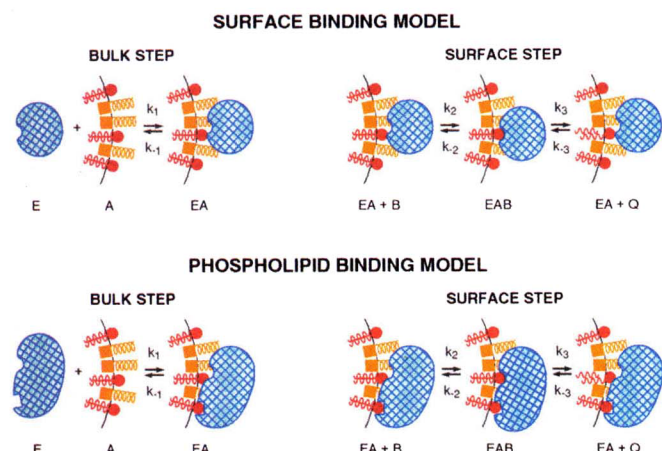 SURFACE BINDING MODEL
BULK STEP SURFACE STEP
k1 k2 k3
+
k-1 k-2 k-3
E A EA EA + B EAB EA + Q
PHOSPHOLIPID BINDING MODEL
BULK STEP SURFACE STEP
k1 k2 k3
+
k-1 k-2 k-3
E A EA EA + B EAB EA + Q